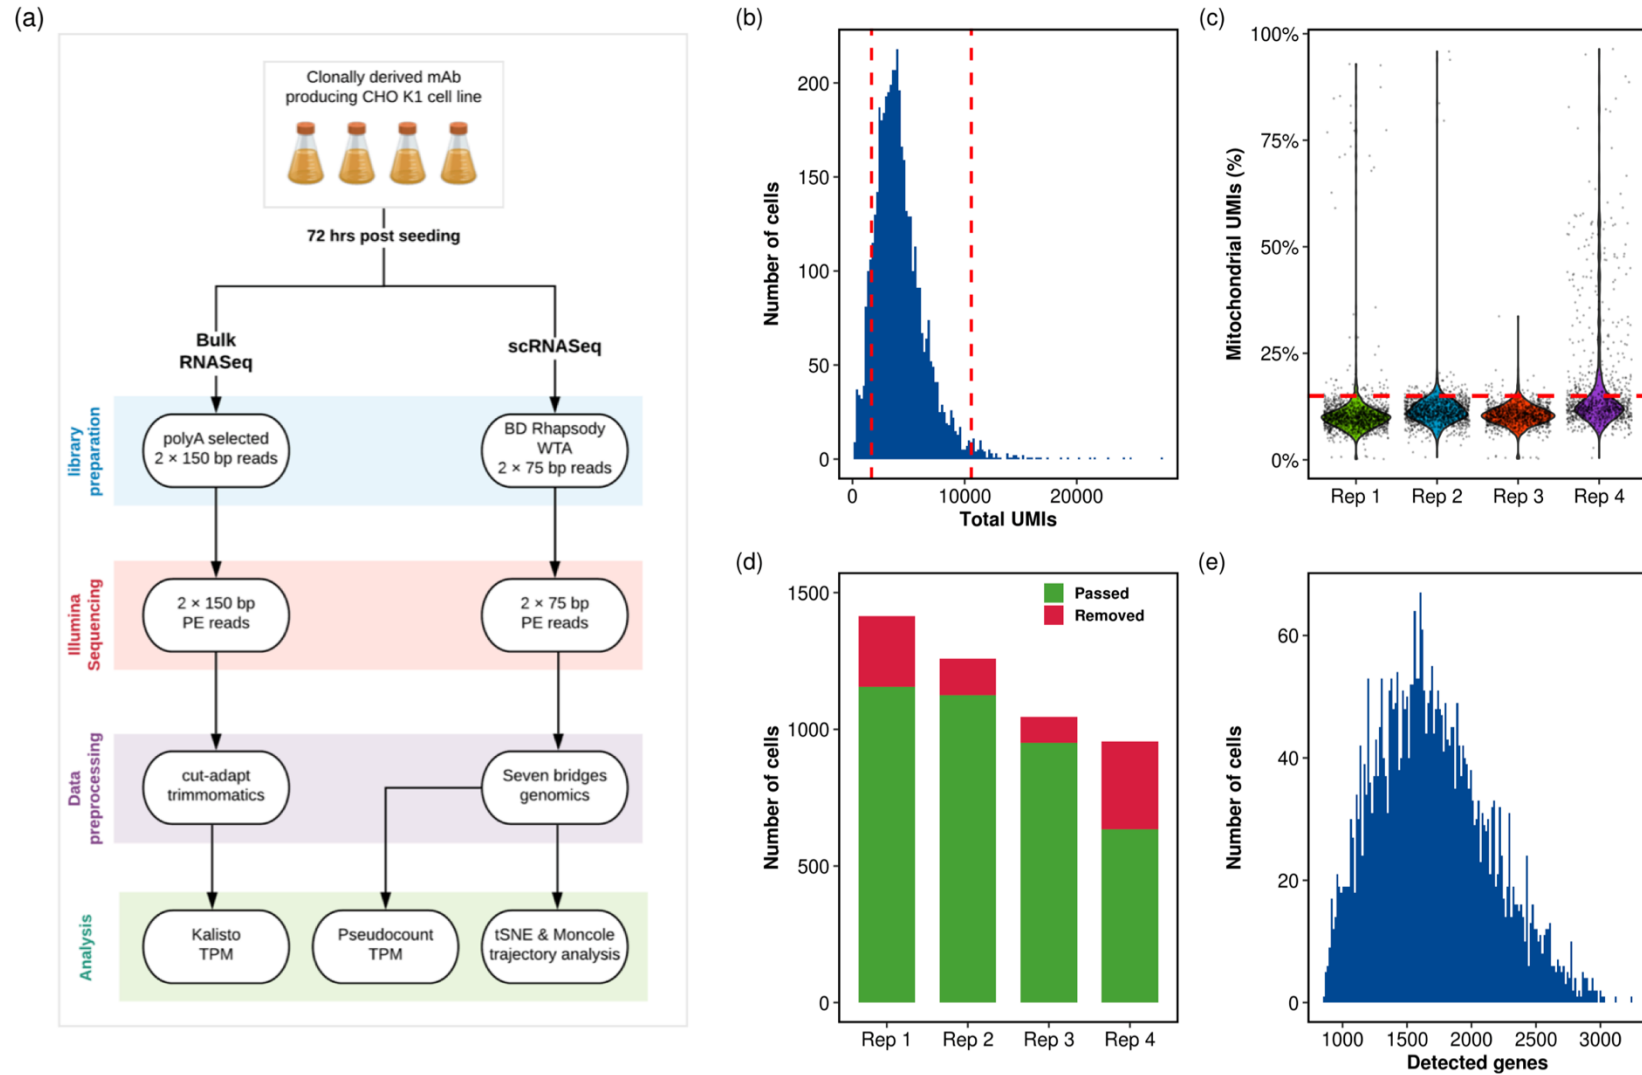 (a)
Clonally derived mAb
producing CHO K1 cell line
72 hrs post seeding
Bulk
RNASeq
scRNASeq
library
preparation
polyA selected
2 × 150 bp reads
BD Rhapsody
WTA
2 × 75 bp reads
Illumina
Sequencing
2 × 150 bp
PE reads
2 × 75 bp
PE reads
Data
preprocessing
cut-adapt
trimmomatics
Seven bridges
genomics
Analysis
Kalisto
TPM
Pseudocount
TPM
tSNE & Moncole
trajectory analysis
(b)
Number of cells
200
150
100
50
0
0 10000 20000
Total UMIs
(c)
Mitochondrial UMIs (%)
100%
75%
50%
25%
0%
Rep 1 Rep 2 Rep 3 Rep 4
(d)
Number of cells
1500
1000
500
0
Passed
Removed
Rep 1 Rep 2 Rep 3 Rep 4
(e)
Number of cells
60
40
20
0
1000 1500 2000 2500 3000
Detected genes